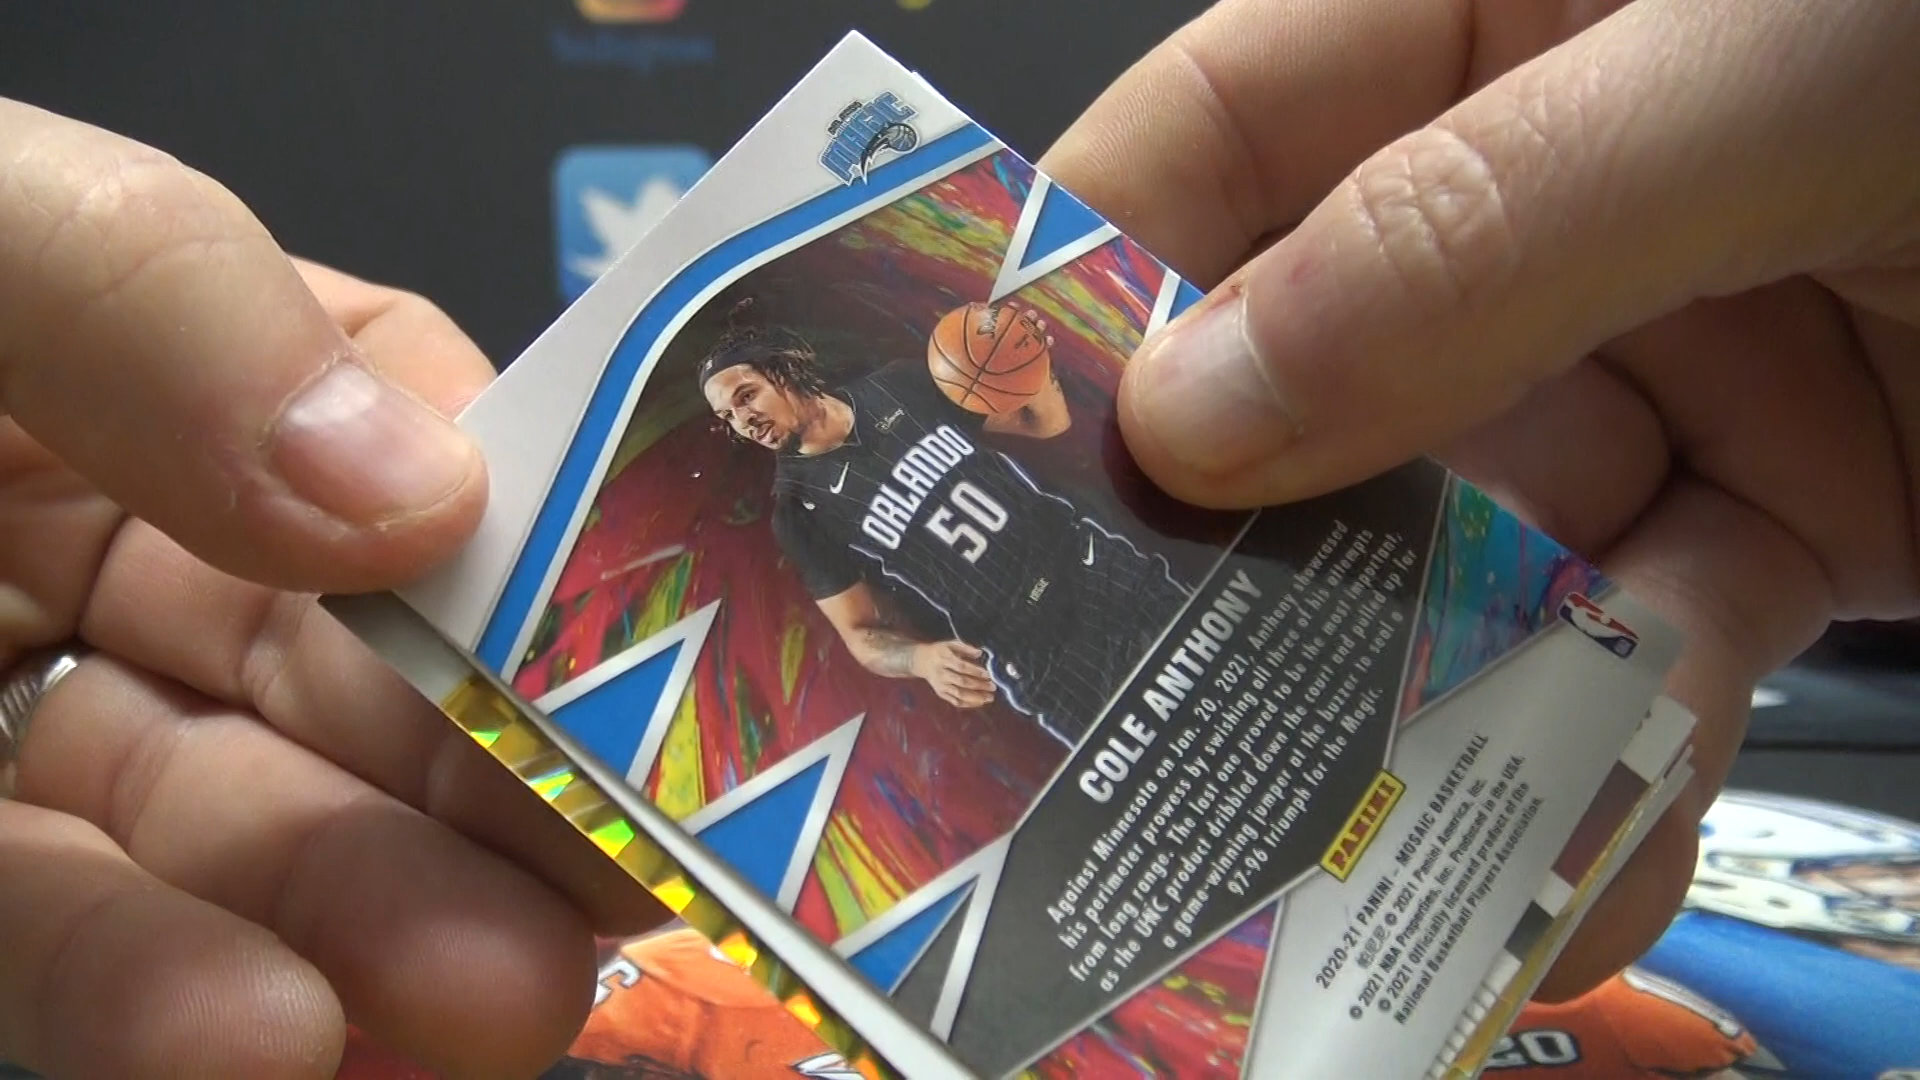 Instagram
ORLANDO
MAGIC
Disney
ORLANDO
50
COLE ANTHONY
Against Minnesota on Jan. 20, 2021, Anthony showcased
his perimeter prowess by swishing all three of his attempts
from long range. The last one proved to be the most important,
as the UNC product dribbled down the court and pulled up for
a game-winning jumper at the buzzer to seal a
97-96 triumph for the Magic.
PANINI
2020-21 PANINI – MOSAIC BASKETBALL
© 2021 Panini America, Inc.
© 2021 NBA Properties, Inc. Produced in the USA.
© 2021 Officially licensed product of the
National Basketball Players Association.
20